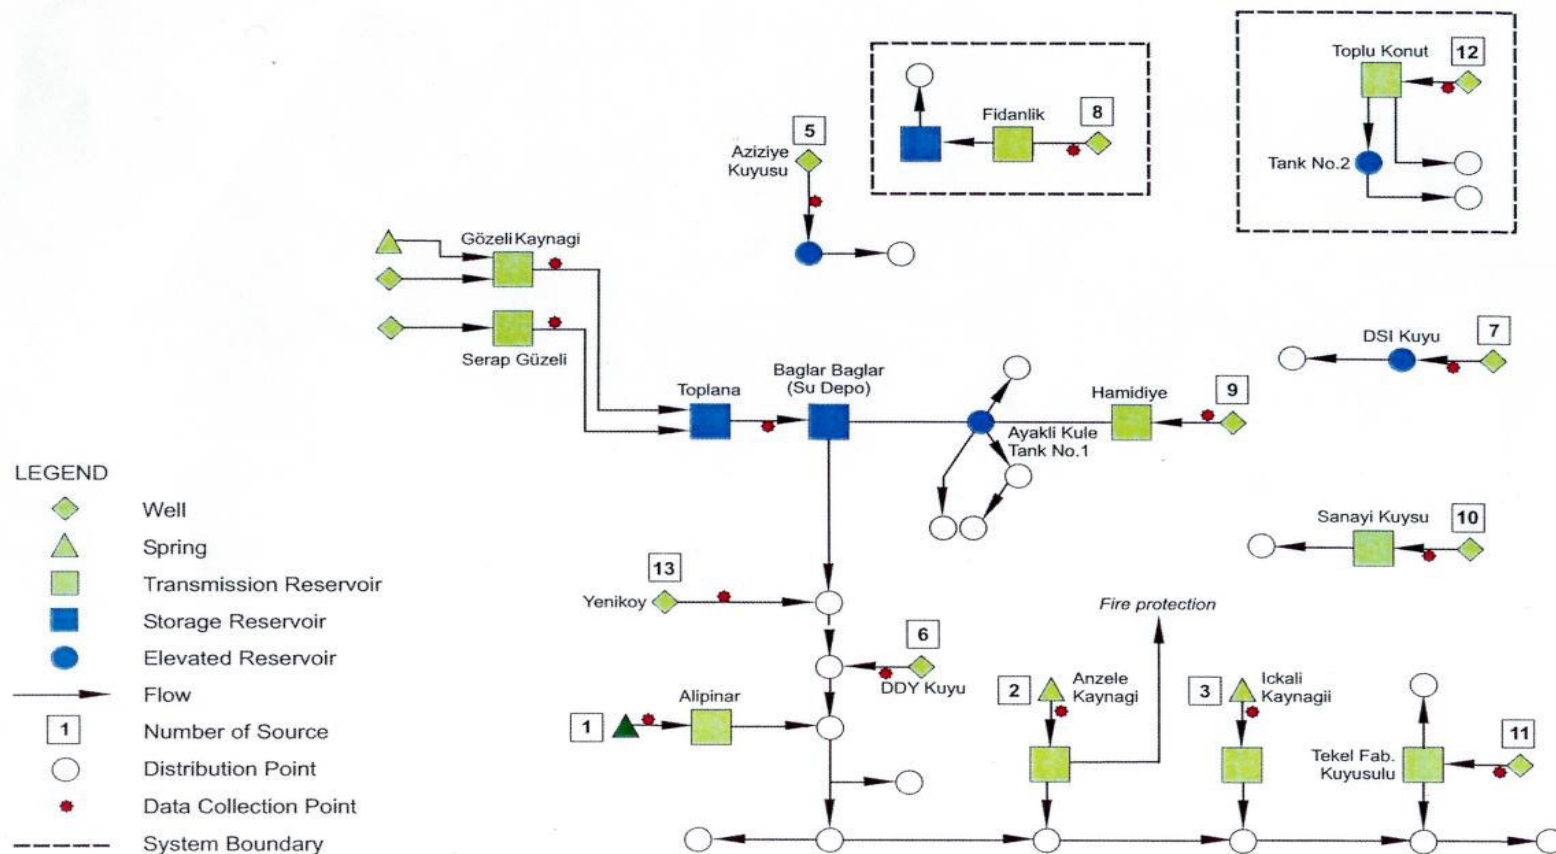 Toplu Konut
12
Fidanlik
8
5
Aziziye
Kuyusu
Tank No.2
Gözeli Kaynagi
Serap Güzeli
DSI Kuyu
7
Toplana
Baglar Baglar
(Su Depo)
Hamidiye
9
Ayakli Kule
Tank No.1
LEGEND
Well
Spring
Transmission Reservoir
Storage Reservoir
Elevated Reservoir
Flow
1
Number of Source
Distribution Point
Data Collection Point
System Boundary
Sanayi Kuysu
10
13
Yenikoy
Fire protection
6
DDY Kuyu
Alipinar
1
2
Anzele
Kaynagi
3
Ickali
Kaynagii
11
Tekel Fab.
Kuyusulu